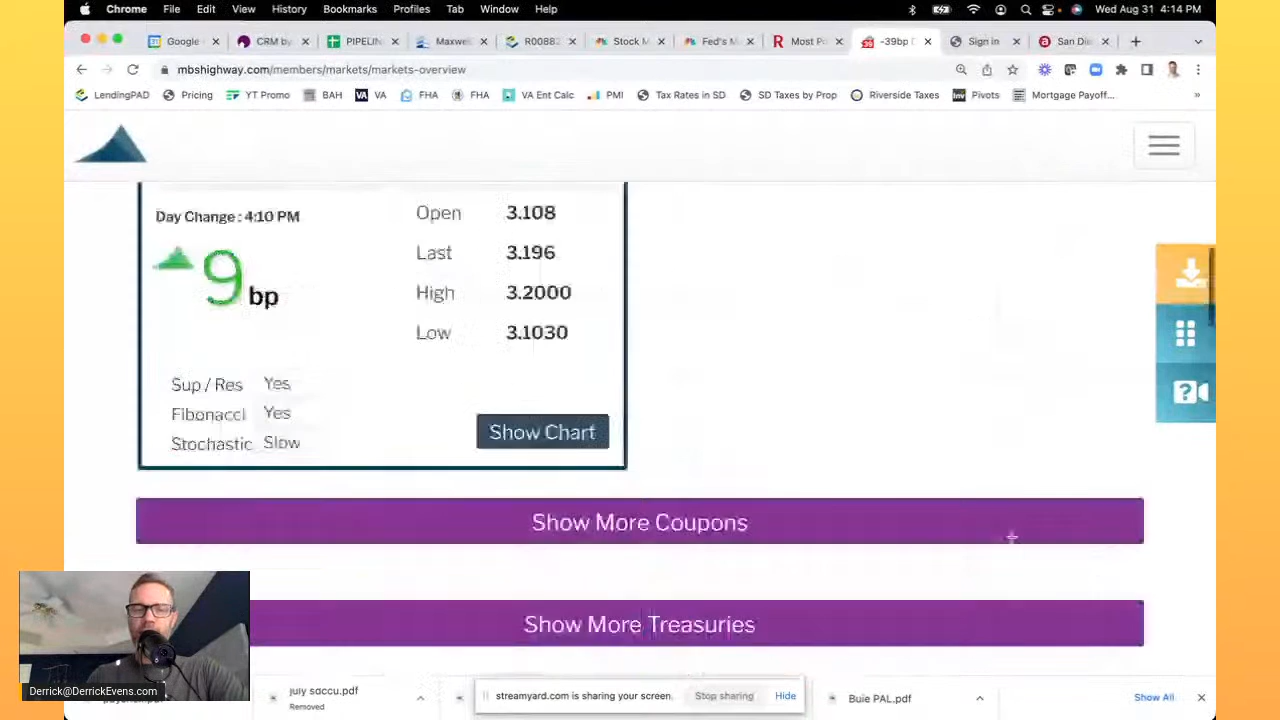 Chrome File Edit View History Bookmarks Profiles Tab Window Help Wed Aug 31 4:14 PM
Google CRM by PIPELIN Maxwe R0088 Stock M Fed's M Most P -39bp Sign in San Die
mbshighway.com/members/markets/markets-overview
LendingPAD Pricing YT Promo BAH VA VA FHA FHA VA Ent Calc PMI Tax Rates in SD SD Taxes by Prop Riverside Taxes Inv Pivots Mortgage Payoff... »
Day Change : 4:10 PM
9 bp
Open 3.108
Last 3.196
High 3.2000
Low 3.1030
Sup / Res Yes
Fibonacci Yes
Stochastic Slow
Show Chart
Show More Coupons
Show More Treasuries
Derrick@DerrickEvens.com
july saccu.pdf
Removed
streamyard.com is sharing your screen. Stop sharing Hide
Buie PAL.pdf
Show All